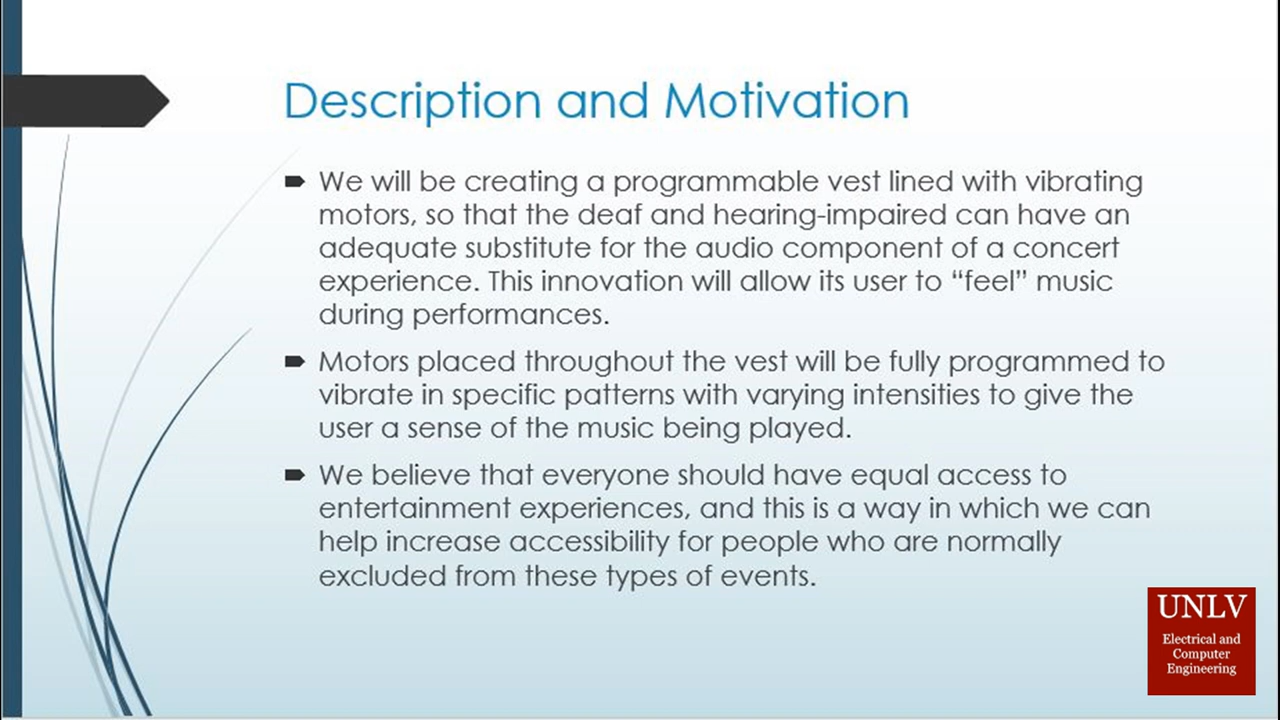 Description and Motivation
We will be creating a programmable vest lined with vibrating
motors, so that the deaf and hearing-impaired can have an
adequate substitute for the audio component of a concert
experience. This innovation will allow its user to “feel” music
during performances.
Motors placed throughout the vest will be fully programmed to
vibrate in specific patterns with varying intensities to give the
user a sense of the music being played.
We believe that everyone should have equal access to
entertainment experiences, and this is a way in which we can
help increase accessibility for people who are normally
excluded from these types of events.
UNLV
Electrical and
Computer
Engineering